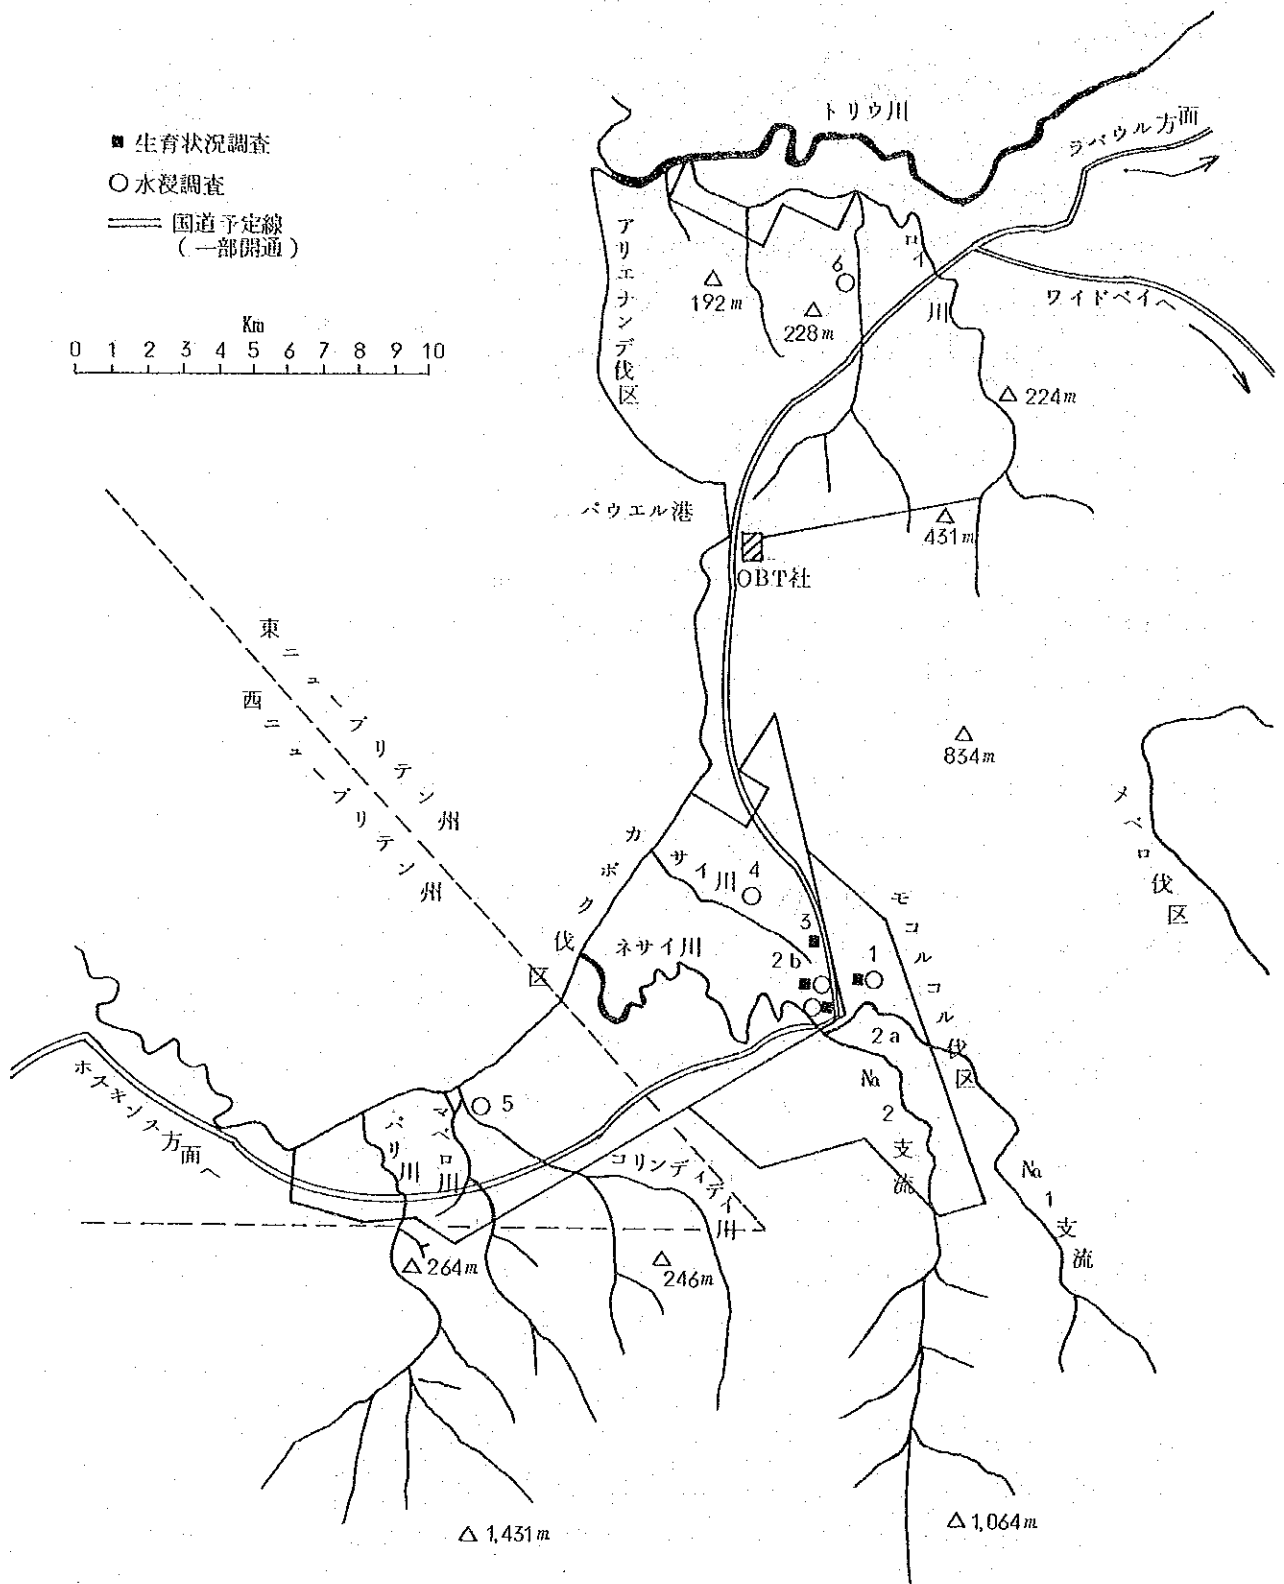 トリウ川
ラバウル方面
■ 生育状況調査
○ 水浸調査
国道予定線
(一部開通)
アリエナンデ伐区
ロイ川
6
△
192m
△
228m
ワイドベイへ
Km
0 1 2 3 4 5 6 7 8 9 10
△ 224m
パウエル港
△
431m
OBT社
東ニューブリテン州
西ニューブリテン州
△
834m
メベロ伐区
カボク伐区
サイ川
4
モコルコル伐区
3
ネサイ川
2b
1
2a
№2支流
№1支流
ホスキンス方面へ
バリ川
マベロ川
5
コリンディディ川
△ 264m
△
246m
△ 1,431m
△ 1,064m